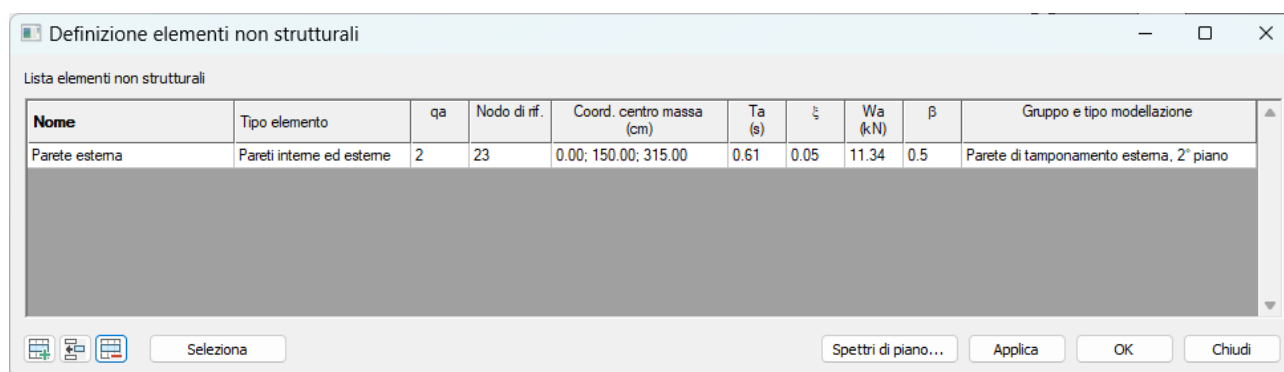 Definizione elementi non strutturali
Lista elementi non strutturali
Nome Tipo elemento qa Nodo di rif. Coord. centro massa (cm) Ta (s) ξ Wa (kN) β Gruppo e tipo modellazione
Parete esterna Pareti interne ed esterne 2 23 0.00; 150.00; 315.00 0.61 0.05 11.34 0.5 Parete di tamponamento esterna, 2° piano
Seleziona Spettri di piano... Applica OK Chiudi